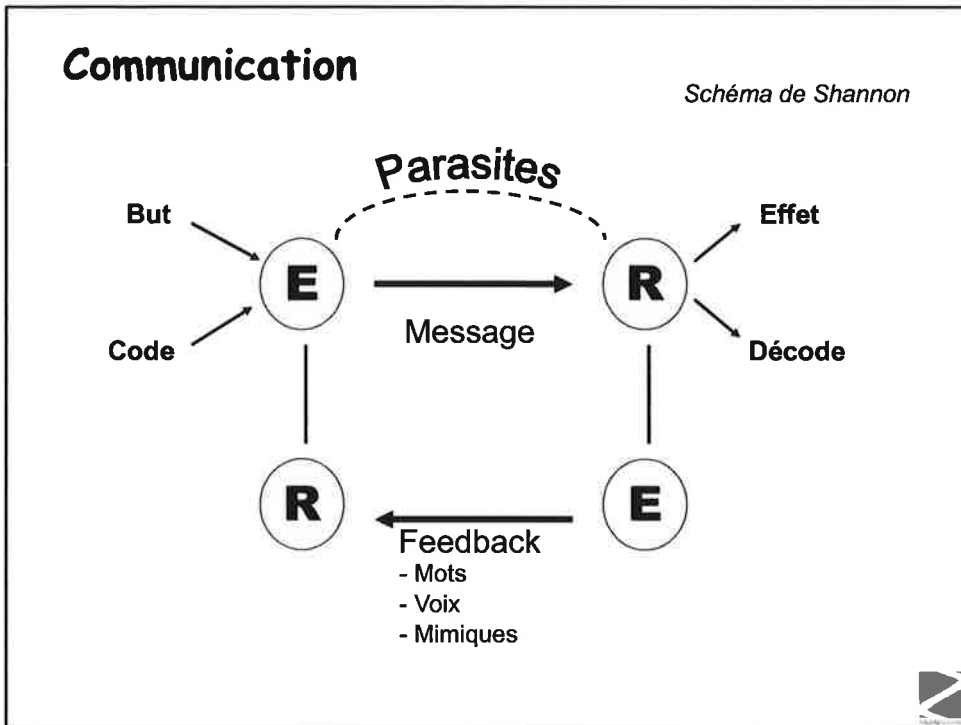 Communication
Schéma de Shannon
Parasites
But
Effet
E
R
Message
Code
Décode
R
E
Feedback
- Mots
- Voix
- Mimiques